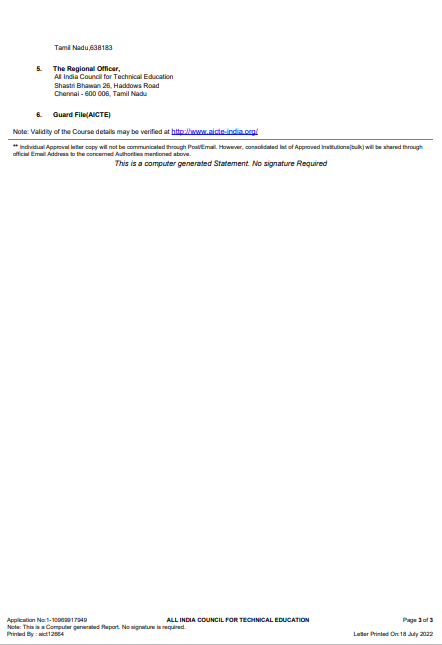 Tamil Nadu,638183
5. The Regional Officer,
All India Council for Technical Education
Shastri Bhawan 26, Haddows Road
Chennai - 600 006, Tamil Nadu
6. Guard File(AICTE)
Note: Validity of the Course details may be verified at http://www.aicte-india.org/
** Individual Approval letter copy will not be communicated through Post/Email. However, consolidated list of Approved Institutions(bulk) will be shared through
official Email Address to the concerned Authorities mentioned above.
This is a computer generated Statement. No signature Required
Application No:1-10969917949 ALL INDIA COUNCIL FOR TECHNICAL EDUCATION Page 3 of 3
Note: This is a Computer generated Report. No signature is required.
Printed By : aict12864 Letter Printed On:18 July 2022